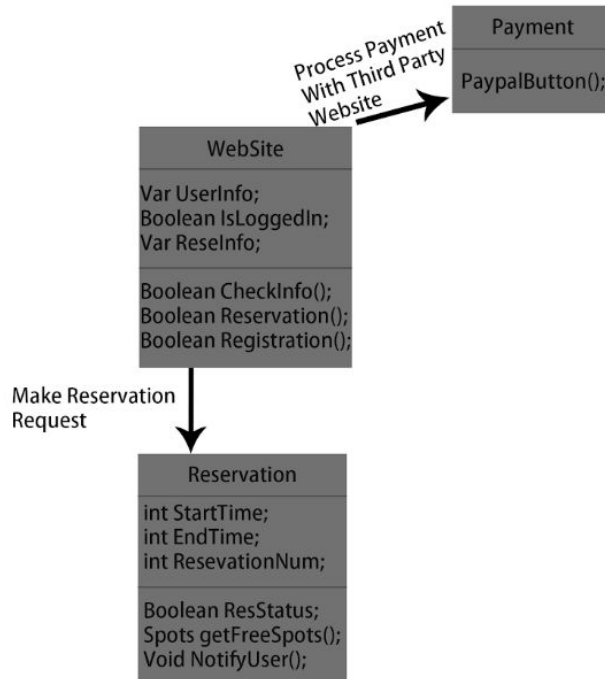 Payment
PaypalButton();
Process Payment
With Third Party
Website
WebSite
Var UserInfo;
Boolean IsLoggedIn;
Var ReseInfo;
Boolean CheckInfo();
Boolean Reservation();
Boolean Registration();
Make Reservation
Request
Reservation
int StartTime;
int EndTime;
int ResevationNum;
Boolean ResStatus;
Spots getFreeSpots();
Void NotifyUser();